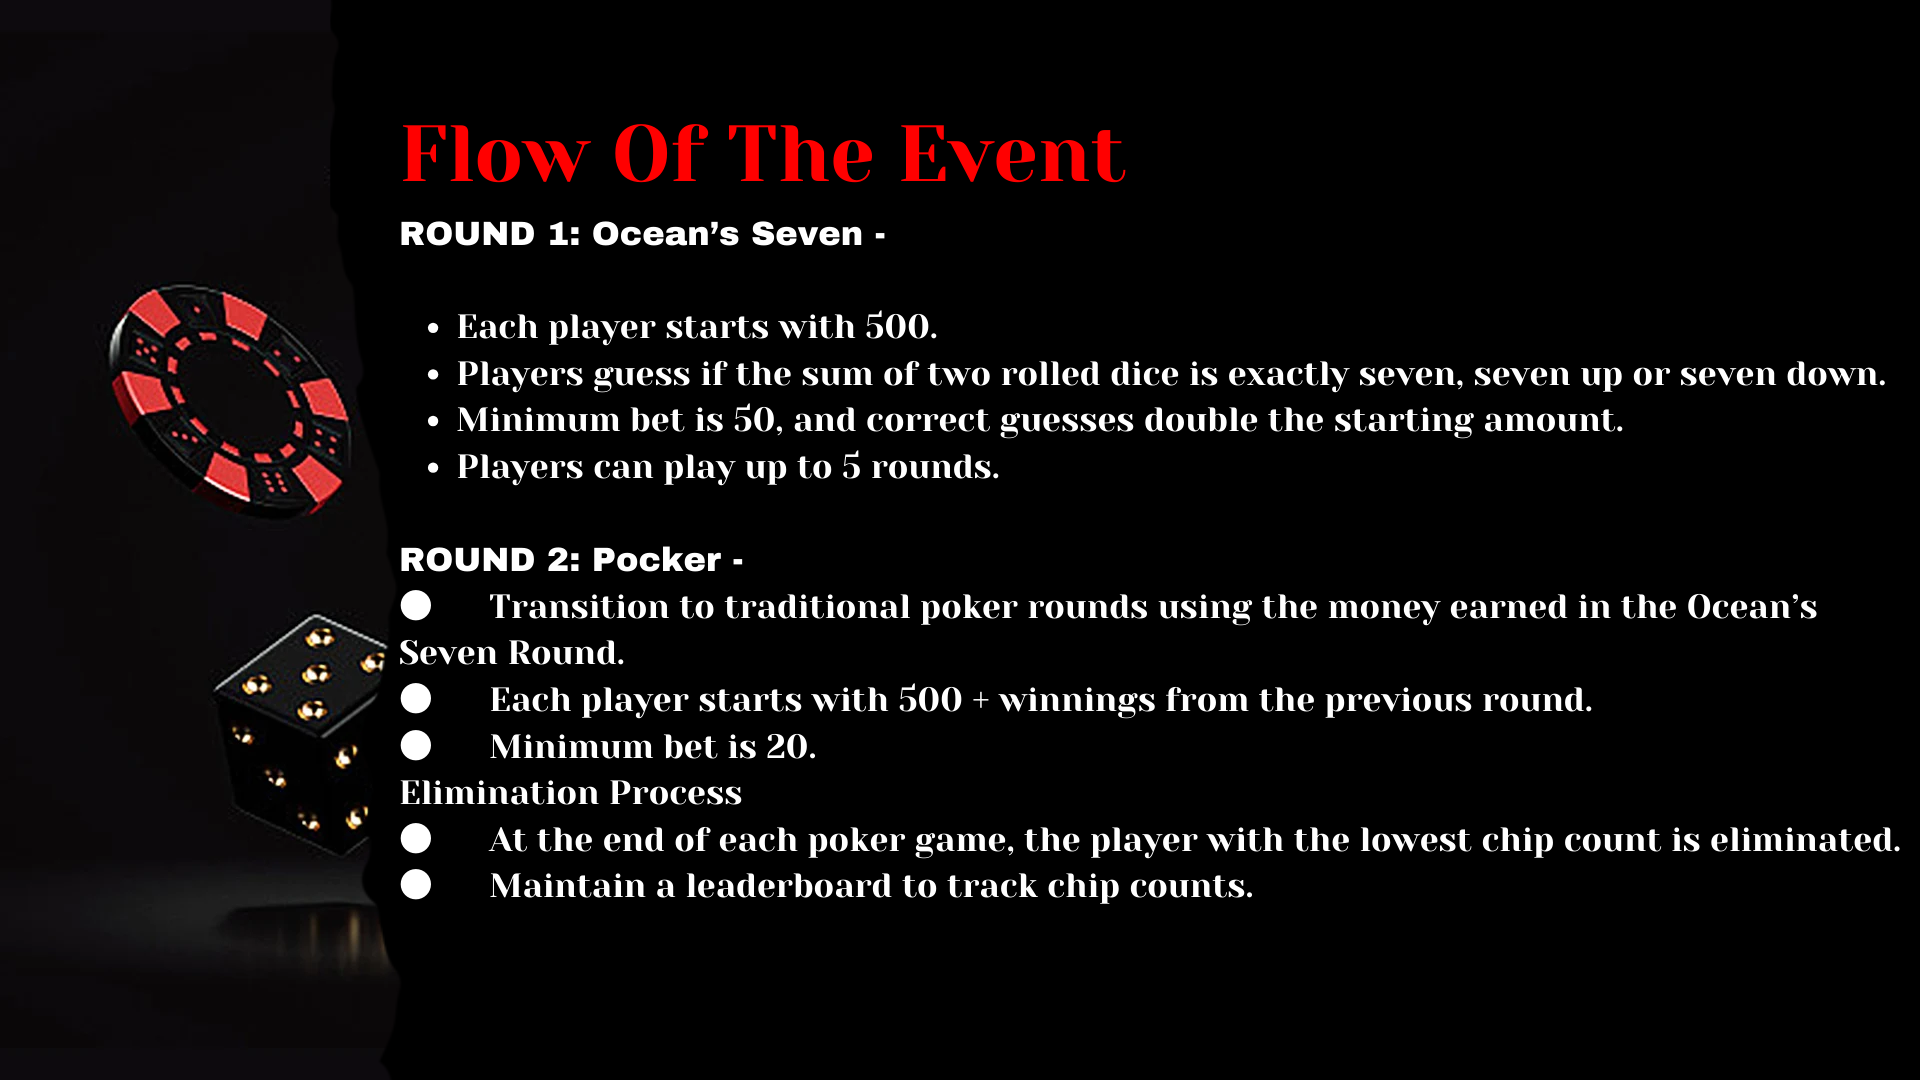 Flow Of The Event
ROUND 1: Ocean’s Seven -
• Each player starts with 500.
• Players guess if the sum of two rolled dice is exactly seven, seven up or seven down.
• Minimum bet is 50, and correct guesses double the starting amount.
• Players can play up to 5 rounds.
ROUND 2: Pocker -
● Transition to traditional poker rounds using the money earned in the Ocean’s
Seven Round.
● Each player starts with 500 + winnings from the previous round.
● Minimum bet is 20.
Elimination Process
● At the end of each poker game, the player with the lowest chip count is eliminated.
● Maintain a leaderboard to track chip counts.